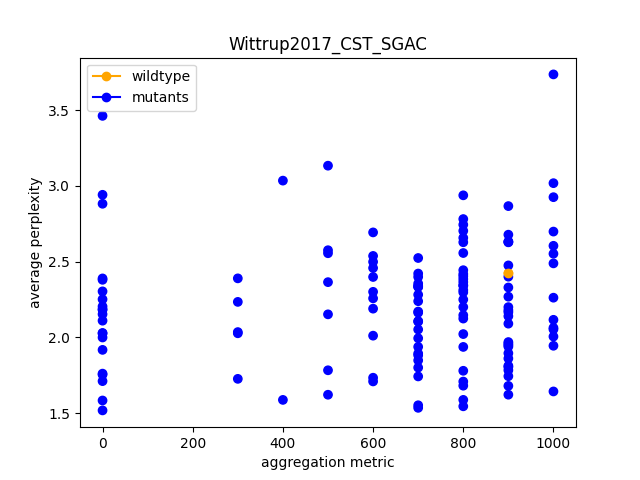 Wittrup2017_CST_SGAC
wildtype
mutants
average perplexity
3.5
3.0
2.5
2.0
1.5
0
200
400
600
800
1000
aggregation metric